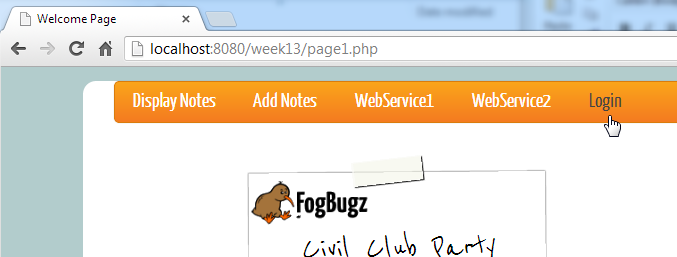 Welcome Page
localhost:8080/week13/page1.php
Display Notes Add Notes WebService1 WebService2 Login
FogBugz
Civil Club Party